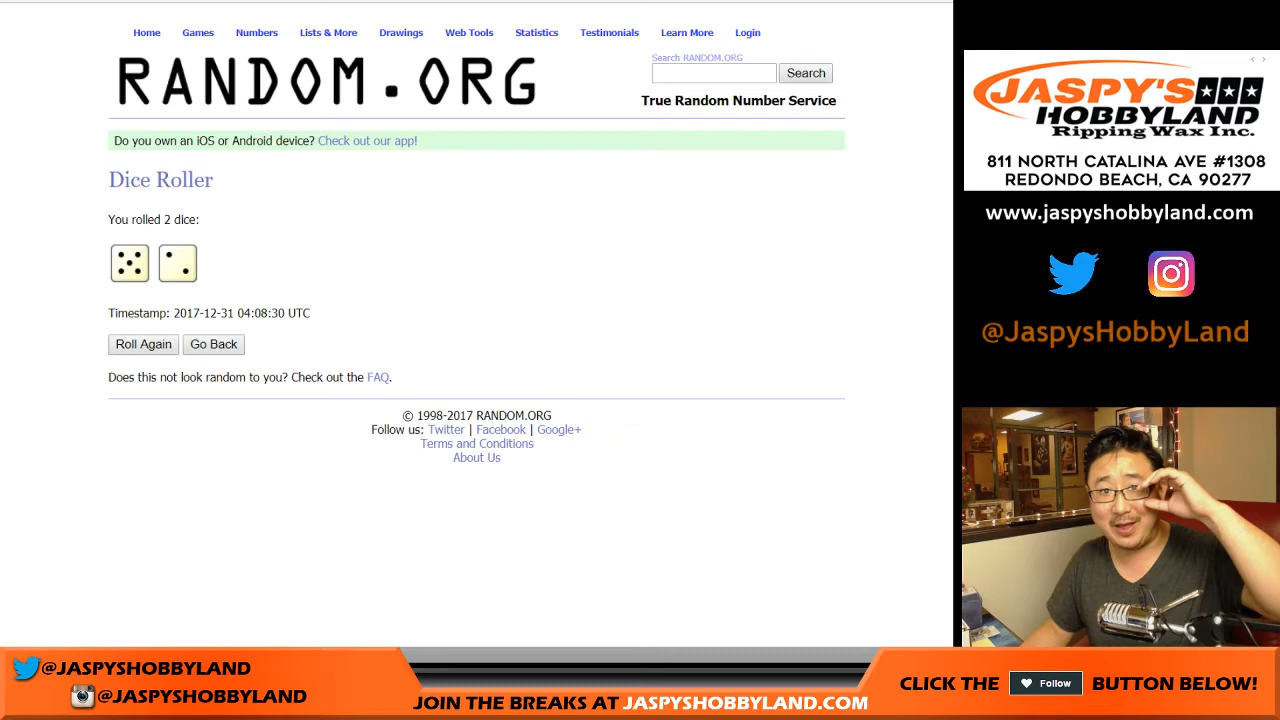 Home Games Numbers Lists & More Drawings Web Tools Statistics Testimonials Learn More Login
RANDOM.ORG
Search RANDOM.ORG
Search
True Random Number Service
Do you own an iOS or Android device? Check out our app!
Dice Roller
You rolled 2 dice:
Timestamp: 2017-12-31 04:08:30 UTC
Roll Again Go Back
Does this not look random to you? Check out the FAQ.
© 1998-2017 RANDOM.ORG
Follow us: Twitter | Facebook | Google+
Terms and Conditions
About Us
JASPY'S
HOBBYLAND
Ripping Wax Inc.
811 NORTH CATALINA AVE #1308
REDONDO BEACH, CA 90277
www.jaspyshobbyland.com
@JaspysHobbyLand
@JASPYSHOBBYLAND
@JASPYSHOBBYLAND
JOIN THE BREAKS AT JASPYSHOBBYLAND.COM
CLICK THE Follow BUTTON BELOW!